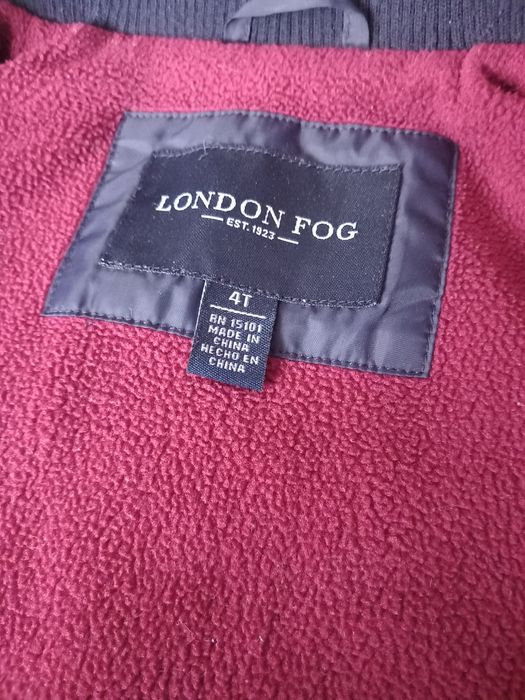 LONDON FOG
EST. 1923
4T
RN 15101
MADE IN
CHINA
HECHO EN
CHINA